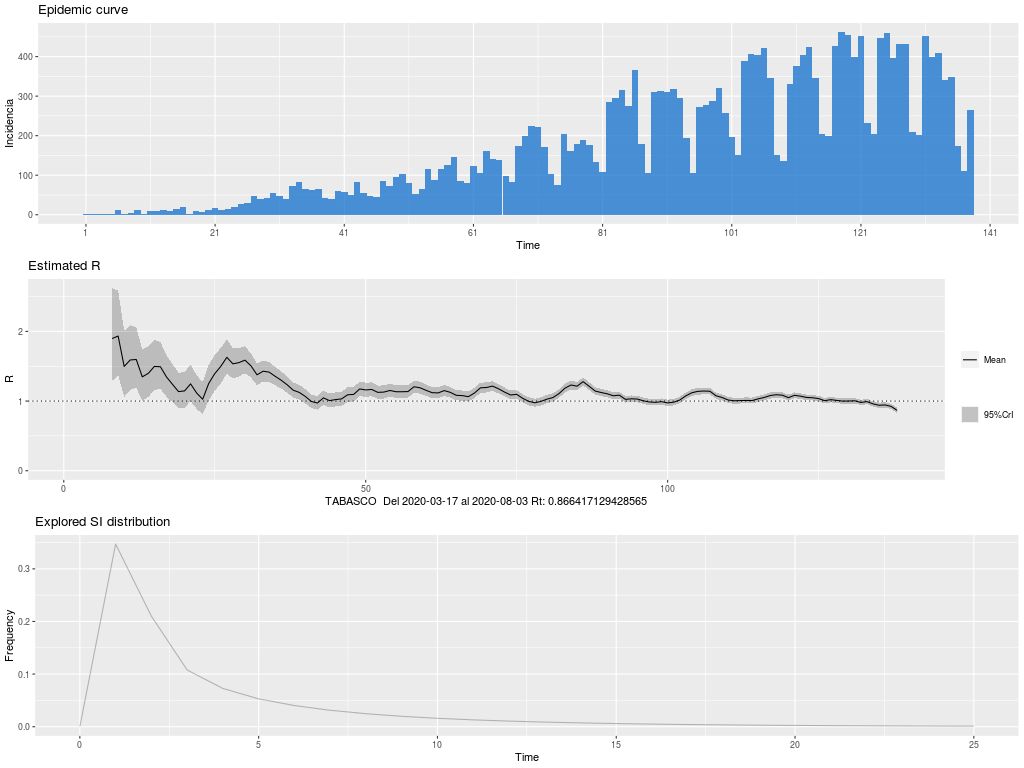 Epidemic curve
400
300
200
100
0
Incidencia
1 21 41 61 81 101 121 141
Time
Estimated R
2
1
0
R
0 50 100
TABASCO Del 2020-03-17 al 2020-08-03 Rt: 0.866417129428565
Mean
95%CrI
Explored SI distribution
0.3
0.2
0.1
0.0
Frequency
0 5 10 15 20 25
Time